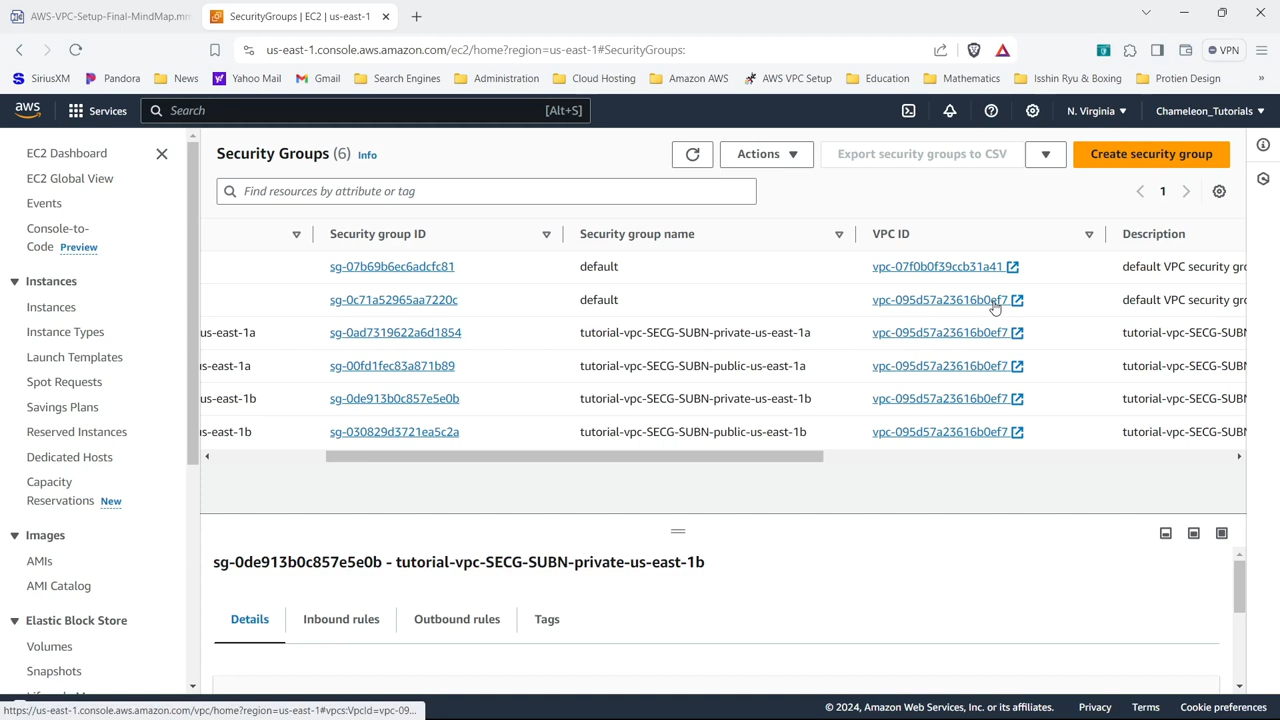 AWS-VPC-Setup-Final-MindMap.mm
SecurityGroups | EC2 | us-east-1
us-east-1.console.aws.amazon.com/ec2/home?region=us-east-1#SecurityGroups:
VPN
SiriusXM
Pandora
News
Yahoo Mail
Gmail
Search Engines
Administration
Cloud Hosting
Amazon AWS
AWS VPC Setup
Education
Mathematics
Isshin Ryu & Boxing
Protien Design
»
aws
Services
Search
[Alt+S]
N. Virginia
Chameleon_Tutorials
EC2 Dashboard
EC2 Global View
Events
Console-to-
Code Preview
Instances
Instances
Instance Types
Launch Templates
Spot Requests
Savings Plans
Reserved Instances
Dedicated Hosts
Capacity
Reservations New
Images
AMIs
AMI Catalog
Elastic Block Store
Volumes
Snapshots
Security Groups (6) Info
Actions
Export security groups to CSV
Create security group
Find resources by attribute or tag
1
Security group ID
Security group name
VPC ID
Description
sg-07b69b6ec6adcfc81 default vpc-07f0b0f39ccb31a41 default VPC security gro
sg-0c71a52965aa7220c default vpc-095d57a23616b0ef7 default VPC security gro
us-east-1a sg-0ad7319622a6d1854 tutorial-vpc-SECG-SUBN-private-us-east-1a vpc-095d57a23616b0ef7 tutorial-vpc-SECG-SUBN
s-east-1a sg-00fd1fec83a871b89 tutorial-vpc-SECG-SUBN-public-us-east-1a vpc-095d57a23616b0ef7 tutorial-vpc-SECG-SUBN
us-east-1b sg-0de913b0c857e5e0b tutorial-vpc-SECG-SUBN-private-us-east-1b vpc-095d57a23616b0ef7 tutorial-vpc-SECG-SUBN
s-east-1b sg-030829d3721ea5c2a tutorial-vpc-SECG-SUBN-public-us-east-1b vpc-095d57a23616b0ef7 tutorial-vpc-SECG-SUBN
sg-0de913b0c857e5e0b - tutorial-vpc-SECG-SUBN-private-us-east-1b
Details
Inbound rules
Outbound rules
Tags
https://us-east-1.console.aws.amazon.com/vpc/home?region=us-east-1#vpcs:VpcId=vpc-09...
© 2024, Amazon Web Services, Inc. or its affiliates.
Privacy
Terms
Cookie preferences